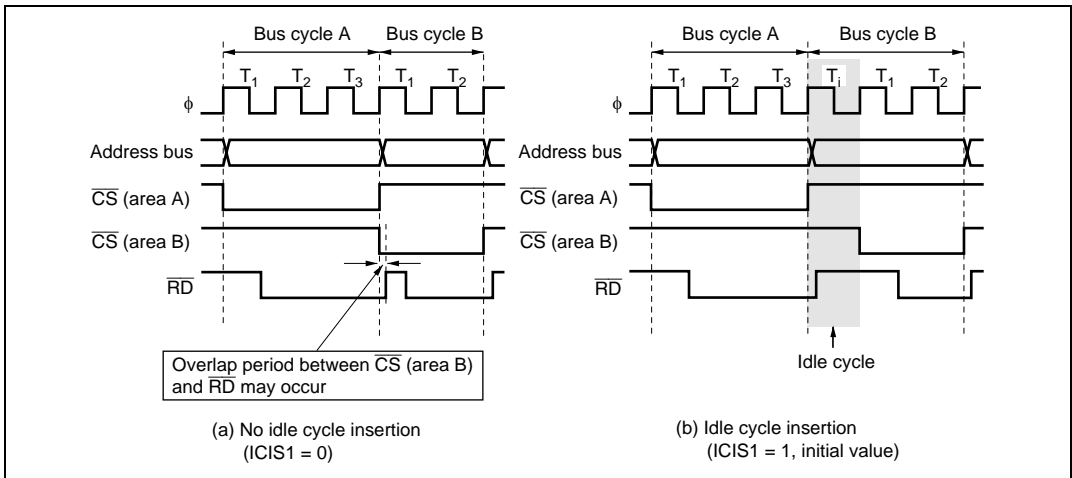 Bus cycle A Bus cycle B
T1 T2 T3 T1 T2
φ
Address bus
CS (area A)
CS (area B)
RD
Overlap period between CS (area B)
and RD may occur
(a) No idle cycle insertion
(ICIS1 = 0)
Bus cycle A Bus cycle B
T1 T2 T3 Ti T1 T2
φ
Address bus
CS (area A)
CS (area B)
RD
Idle cycle
(b) Idle cycle insertion
(ICIS1 = 1, initial value)